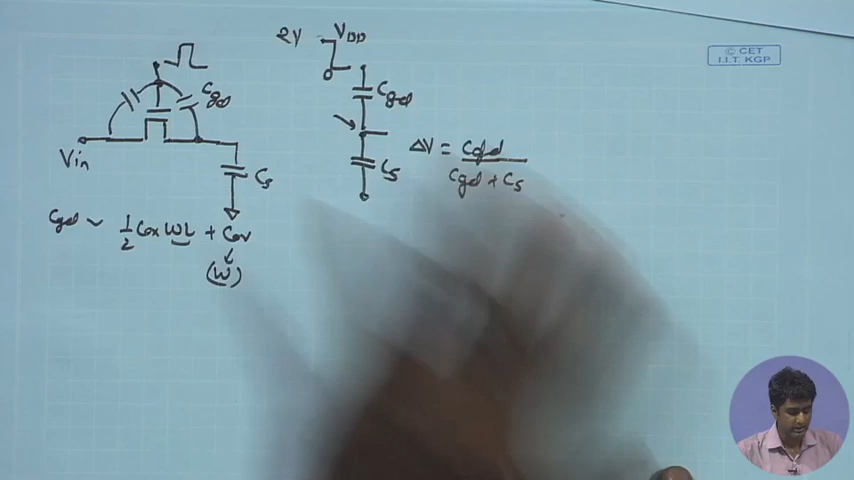 © CET
I.I.T. KGP
2V VDD
Cgd
Cgd
Vin
ΔV = Cgd / Cgd + Cs
Cs
Cs
Cgd ~ 1/2 Cox WL + Cov
(W)